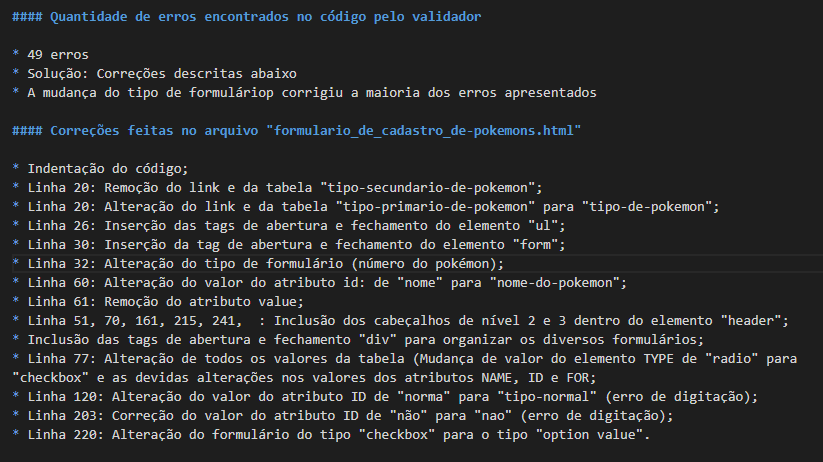 #### Quantidade de erros encontrados no código pelo validador
* 49 erros
* Solução: Correções descritas abaixo
* A mudança do tipo de formuláriop corrigiu a maioria dos erros apresentados
#### Correções feitas no arquivo "formulario_de_cadastro_de-pokemons.html"
* Indentação do código;
* Linha 20: Remoção do link e da tabela "tipo-secundario-de-pokemon";
* Linha 20: Alteração do link e da tabela "tipo-primario-de-pokemon" para "tipo-de-pokemon";
* Linha 26: Inserção das tags de abertura e fechamento do elemento "ul";
* Linha 30: Inserção da tag de abertura e fechamento do elemento "form";
* Linha 32: Alteração do tipo de formulário (número do pokémon);
* Linha 60: Alteração do valor do atributo id: de "nome" para "nome-do-pokemon";
* Linha 61: Remoção do atributo value;
* Linha 51, 70, 161, 215, 241,  : Inclusão dos cabeçalhos de nível 2 e 3 dentro do elemento "header";
* Inclusão das tags de abertura e fechamento "div" para organizar os diversos formulários;
* Linha 77: Alteração de todos os valores da tabela (Mudança de valor do elemento TYPE de "radio" para
"checkbox" e as devidas alterações nos valores dos atributos NAME, ID e FOR;
* Linha 120: Alteração do valor do atributo ID de "norma" para "tipo-normal" (erro de digitação);
* Linha 203: Correção do valor do atributo ID de "não" para "nao" (erro de digitação);
* Linha 220: Alteração do formulário do tipo "checkbox" para o tipo "option value".